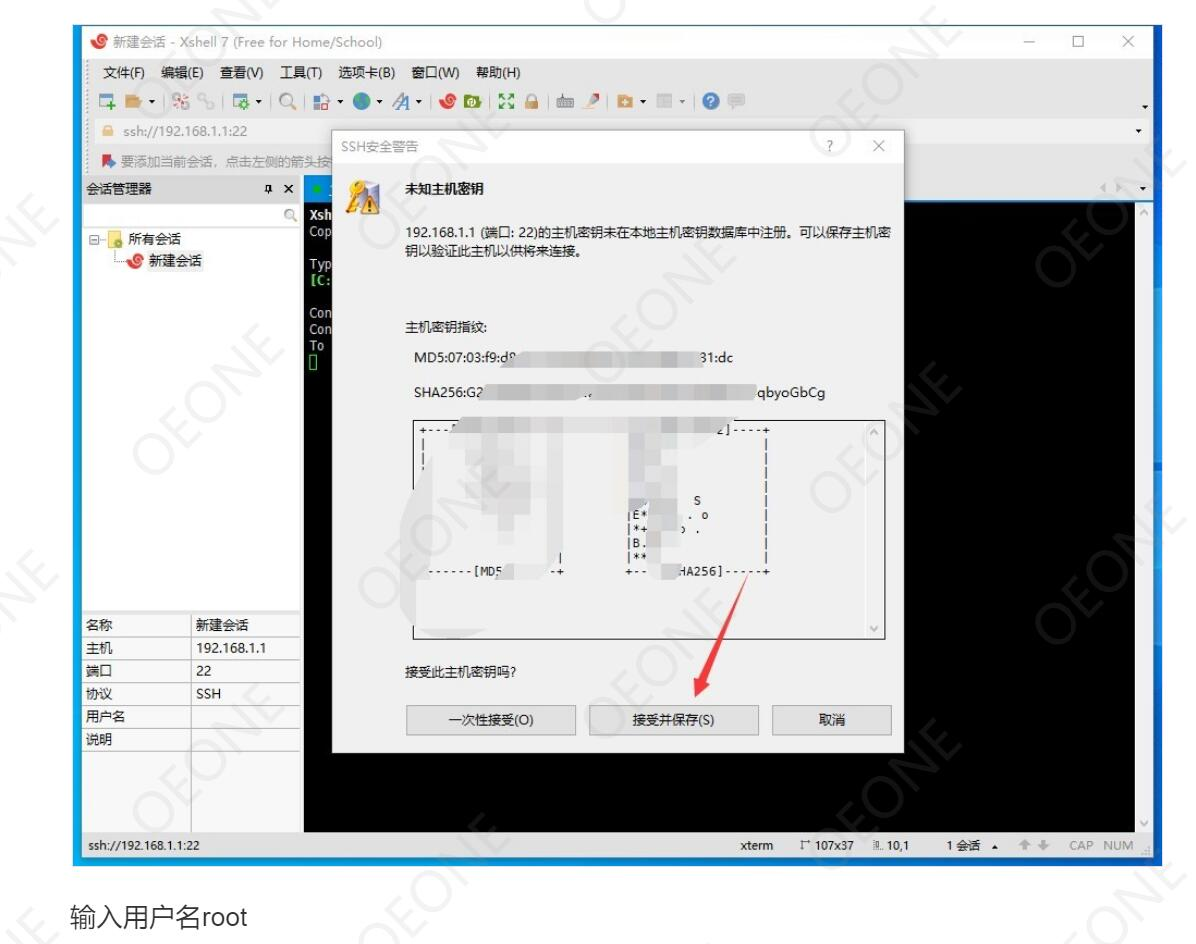 新建会话 - Xshell 7 (Free for Home/School)
文件(F) 编辑(E) 查看(V) 工具(T) 选项卡(B) 窗口(W) 帮助(H)
ssh://192.168.1.1:22
要添加当前会话，点击左侧的箭头按
会话管理器
所有会话
新建会话
Xsh
Cop
Typ
[C:
Con
Con
To
SSH安全警告
未知主机密钥
192.168.1.1 (端口: 22)的主机密钥未在本地主机密钥数据库中注册。可以保存主机密
钥以验证此主机以供将来连接。
主机密钥指纹:
MD5:07:03:f9:d8 31:dc
SHA256:G2 qbyoGbCg
+---[ 2]----+
S
|E* . o
|*+ .
|B.
|**
------[MD5 --+ +-- HA256]-----+
接受此主机密钥吗?
一次性接受(O) 接受并保存(S) 取消
名称 新建会话
主机 192.168.1.1
端口 22
协议 SSH
用户名
说明
ssh://192.168.1.1:22 xterm 107x37 10,1 1 会话 CAP NUM
输入用户名root
OEONE